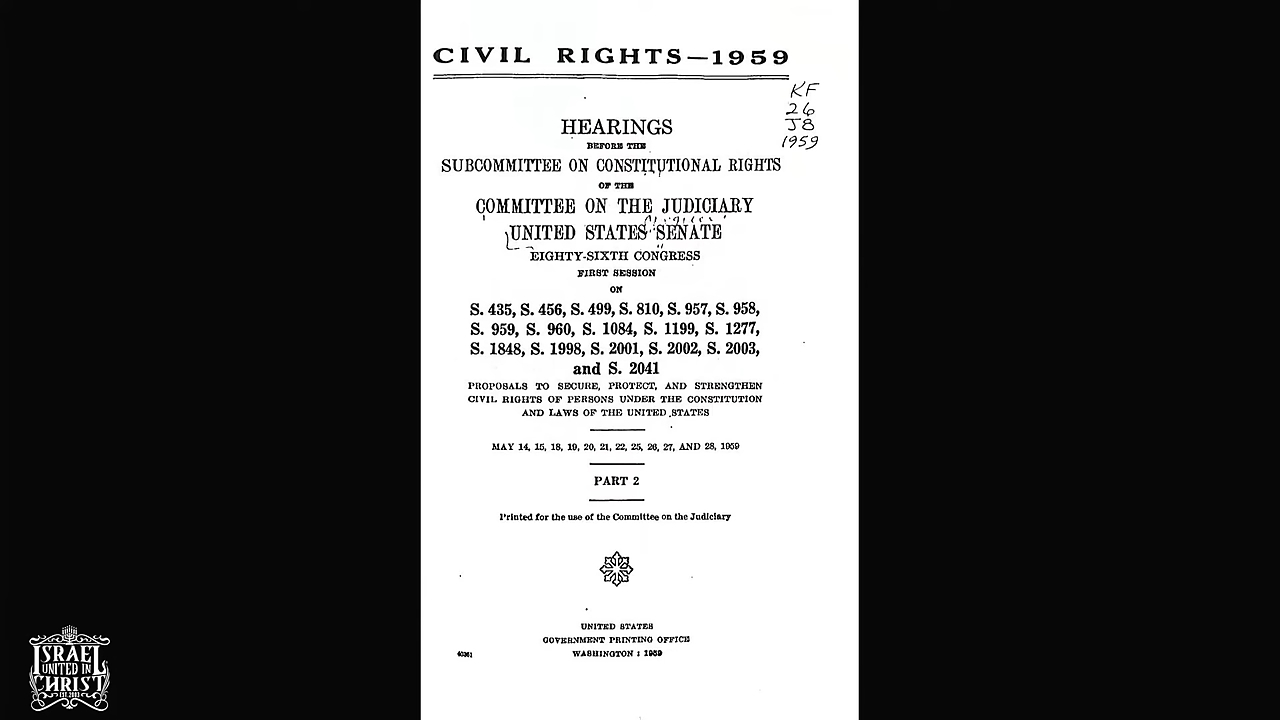 CIVIL RIGHTS—1959
KF
26
J8
1959
HEARINGS
BEFORE THE
SUBCOMMITTEE ON CONSTITUTIONAL RIGHTS
OF THE
COMMITTEE ON THE JUDICIARY
UNITED STATES SENATE
EIGHTY-SIXTH CONGRESS
FIRST SESSION
ON
S. 435, S. 456, S. 499, S. 810, S. 957, S. 958,
S. 959, S. 960, S. 1084, S. 1199, S. 1277,
S. 1848, S. 1998, S. 2001, S. 2002, S. 2003,
and S. 2041
PROPOSALS TO SECURE, PROTECT, AND STRENGTHEN
CIVIL RIGHTS OF PERSONS UNDER THE CONSTITUTION
AND LAWS OF THE UNITED STATES
MAY 14, 15, 18, 19, 20, 21, 22, 25, 26, 27, AND 28, 1959
PART 2
Printed for the use of the Committee on the Judiciary
UNITED STATES
GOVERNMENT PRINTING OFFICE
WASHINGTON : 1959
ISRAEL
UNITED IN
CHRIST
EST. 2003